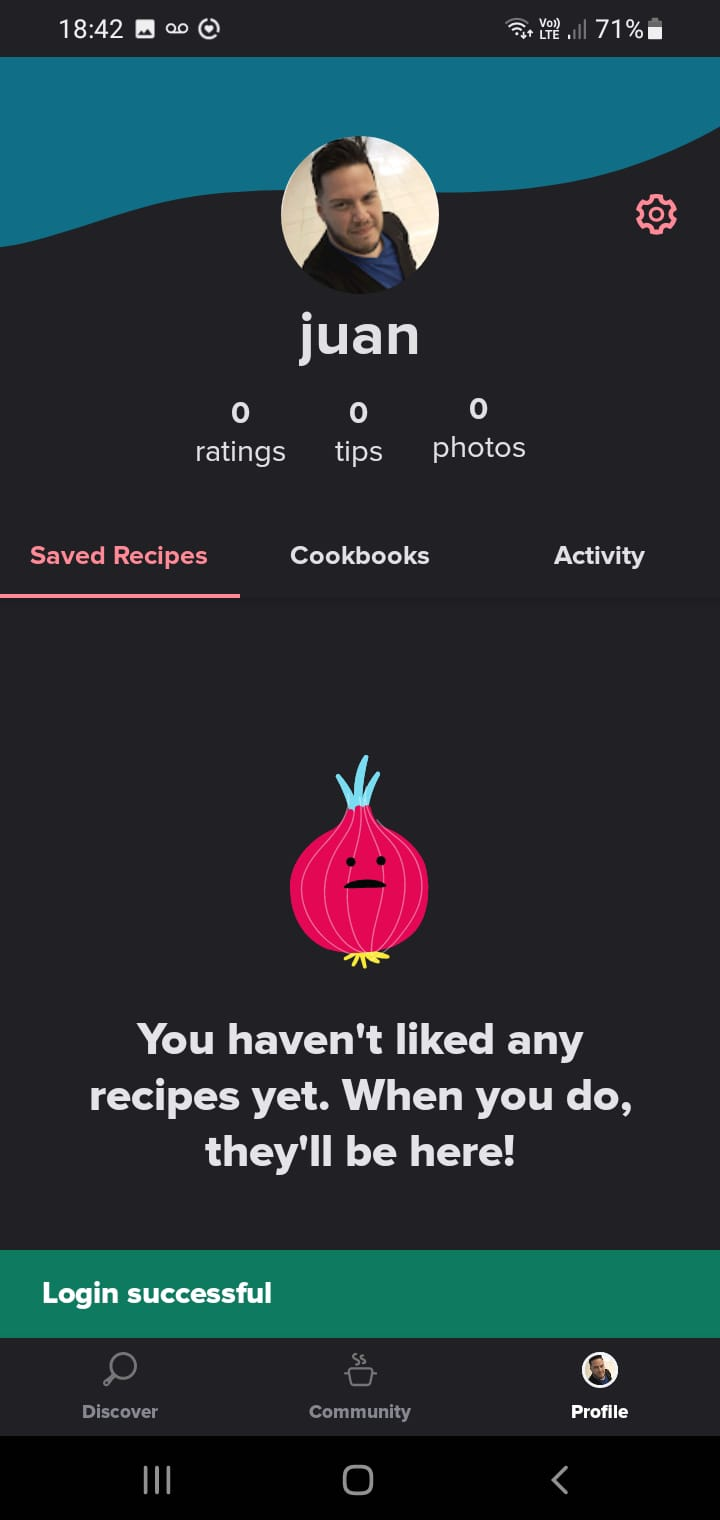 18:42 Vo)) LTE 71%
juan
0 0 0
ratings tips photos
Saved Recipes Cookbooks Activity
You haven't liked any
recipes yet. When you do,
they'll be here!
Login successful
Discover Community Profile